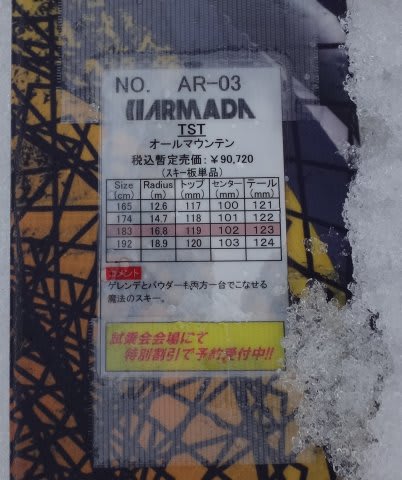 NO. AR-03
ARMADA
TST
オールマウンテン
税込暫定売価：¥90,720
(スキー板単品)
Size (cm) Radius (m) トップ (mm) センター (mm) テール (mm)
165 12.6 117 100 121
174 14.7 118 101 122
183 16.8 119 102 123
192 18.9 120 103 124
コメント
ゲレンデとパウダーも両方一台でこなせる
魔法のスキー。
試乗会会場にて
特別割引で予約受付中!!